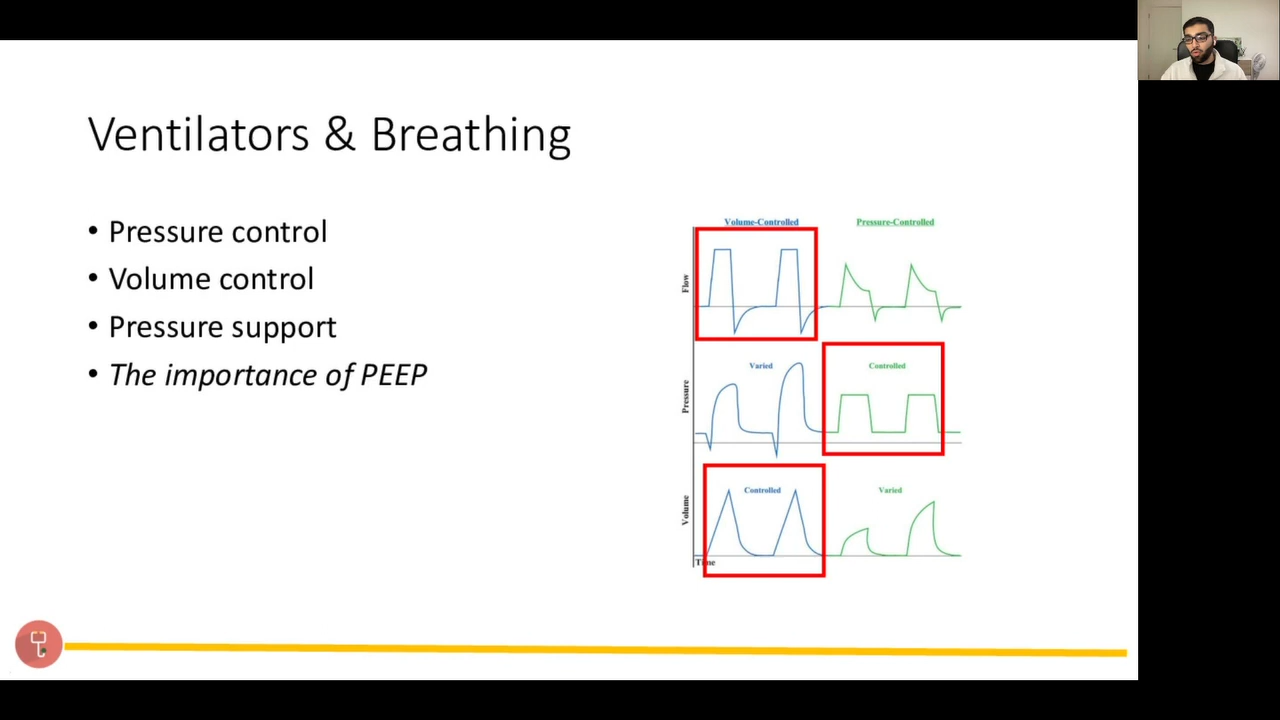 Ventilators & Breathing
• Pressure control
• Volume control
• Pressure support
• The importance of PEEP
Volume-Controlled
Pressure-Controlled
Flow
Varied
Controlled
Pressure
Controlled
Varied
Volume
Time